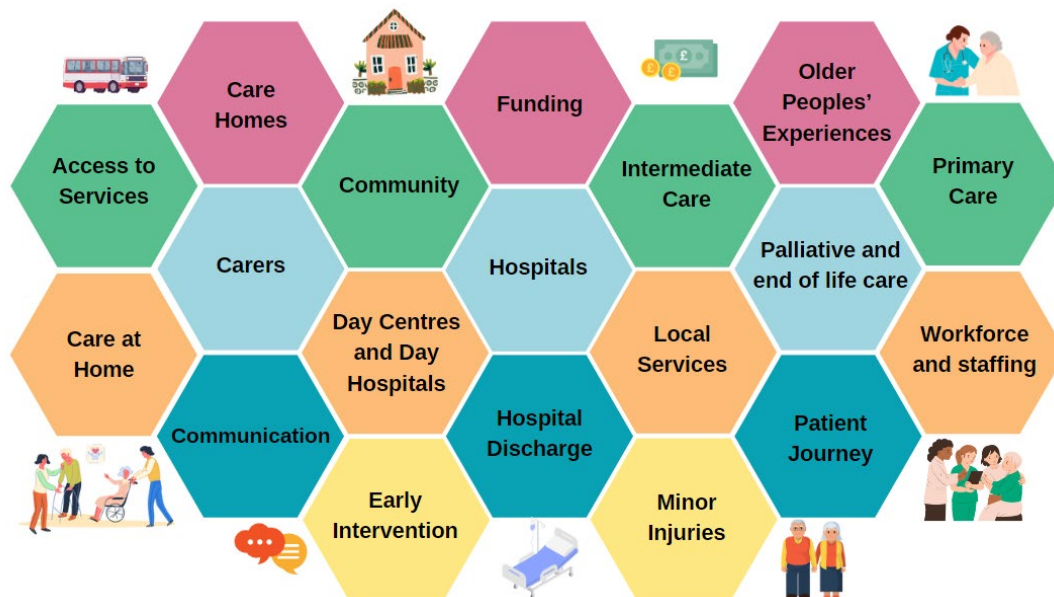 Care
Homes
Funding
Older
Peoples'
Experiences
Access to
Services
Community
Intermediate
Care
Primary
Care
Carers
Hospitals
Palliative and
end of life care
Care at
Home
Day Centres
and Day
Hospitals
Local
Services
Workforce
and staffing
Communication
Hospital
Discharge
Patient
Journey
Early
Intervention
Minor
Injuries
£
£
£